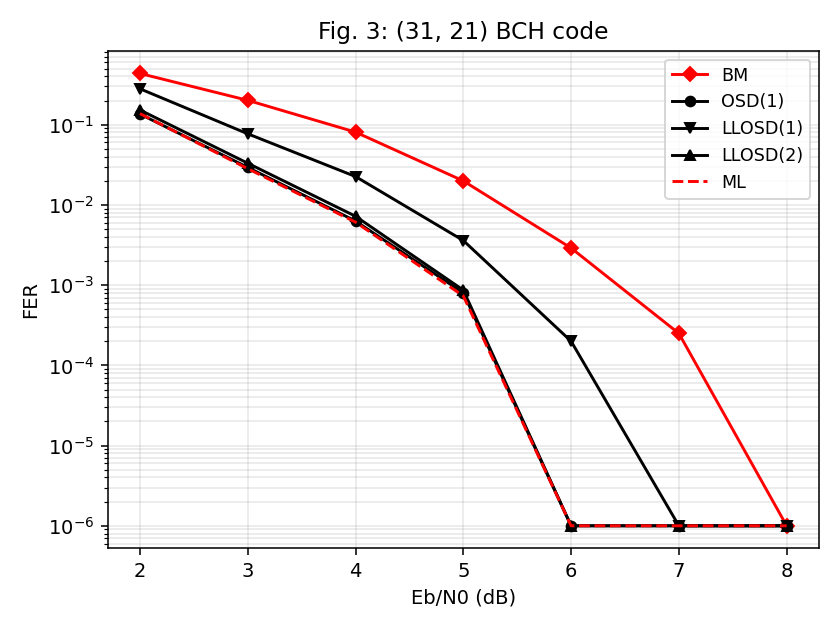 Fig. 3: (31, 21) BCH code
BM
OSD(1)
LLOSD(1)
LLOSD(2)
ML
FER
10⁻¹
10⁻²
10⁻³
10⁻⁴
10⁻⁵
10⁻⁶
2 3 4 5 6 7 8
Eb/N0 (dB)